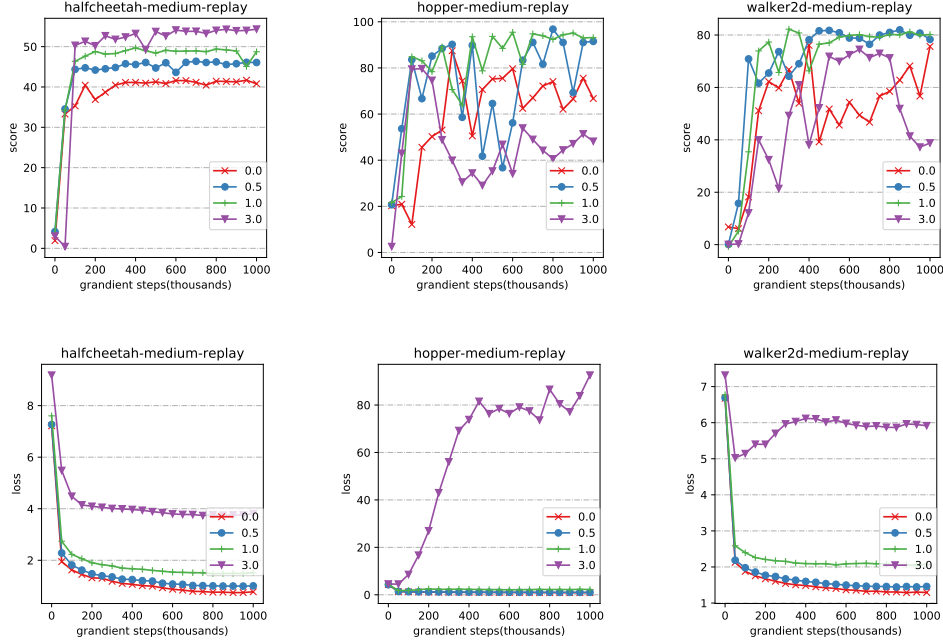 halfcheetah-medium-replay
hopper-medium-replay
walker2d-medium-replay
score
50
40
30
20
10
0
0 200 400 600 800 1000
grandient steps(thousands)
0.0
0.5
1.0
3.0
score
100
80
60
40
20
0
0 200 400 600 800 1000
grandient steps(thousands)
0.0
0.5
1.0
3.0
score
80
60
40
20
0
0 200 400 600 800 1000
grandient steps(thousands)
0.0
0.5
1.0
3.0
halfcheetah-medium-replay
hopper-medium-replay
walker2d-medium-replay
loss
8
6
4
2
0 200 400 600 800 1000
grandient steps(thousands)
0.0
0.5
1.0
3.0
loss
80
60
40
20
0
0 200 400 600 800 1000
grandient steps(thousands)
0.0
0.5
1.0
3.0
loss
7
6
5
4
3
2
1
0 200 400 600 800 1000
grandient steps(thousands)
0.0
0.5
1.0
3.0